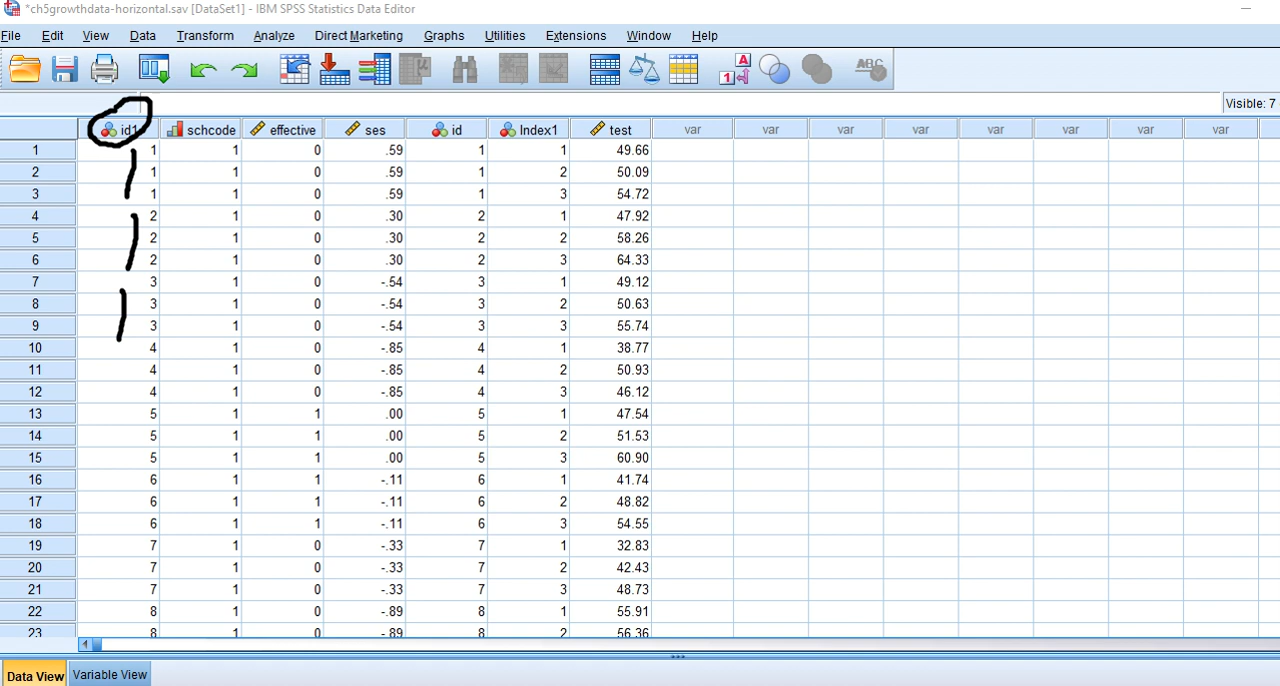 *ch5growthdata-horizontal.sav [DataSet1] - IBM SPSS Statistics Data Editor
File Edit View Data Transform Analyze Direct Marketing Graphs Utilities Extensions Window Help
A
1
ABC
Visible: 7
id1 schcode effective ses id Index1 test var var var var var var var var
1 1 1 0 .59 1 1 49.66
2 1 1 0 .59 1 2 50.09
3 1 1 0 .59 1 3 54.72
4 2 1 0 .30 2 1 47.92
5 2 1 0 .30 2 2 58.26
6 2 1 0 .30 2 3 64.33
7 3 1 0 -.54 3 1 49.12
8 3 1 0 -.54 3 2 50.63
9 3 1 0 -.54 3 3 55.74
10 4 1 0 -.85 4 1 38.77
11 4 1 0 -.85 4 2 50.93
12 4 1 0 -.85 4 3 46.12
13 5 1 1 .00 5 1 47.54
14 5 1 1 .00 5 2 51.53
15 5 1 1 .00 5 3 60.90
16 6 1 1 -.11 6 1 41.74
17 6 1 1 -.11 6 2 48.82
18 6 1 1 -.11 6 3 54.55
19 7 1 0 -.33 7 1 32.83
20 7 1 0 -.33 7 2 42.43
21 7 1 0 -.33 7 3 48.73
22 8 1 0 -.89 8 1 55.91
23 8 1 0 -.89 8 2 56.36
Data View Variable View